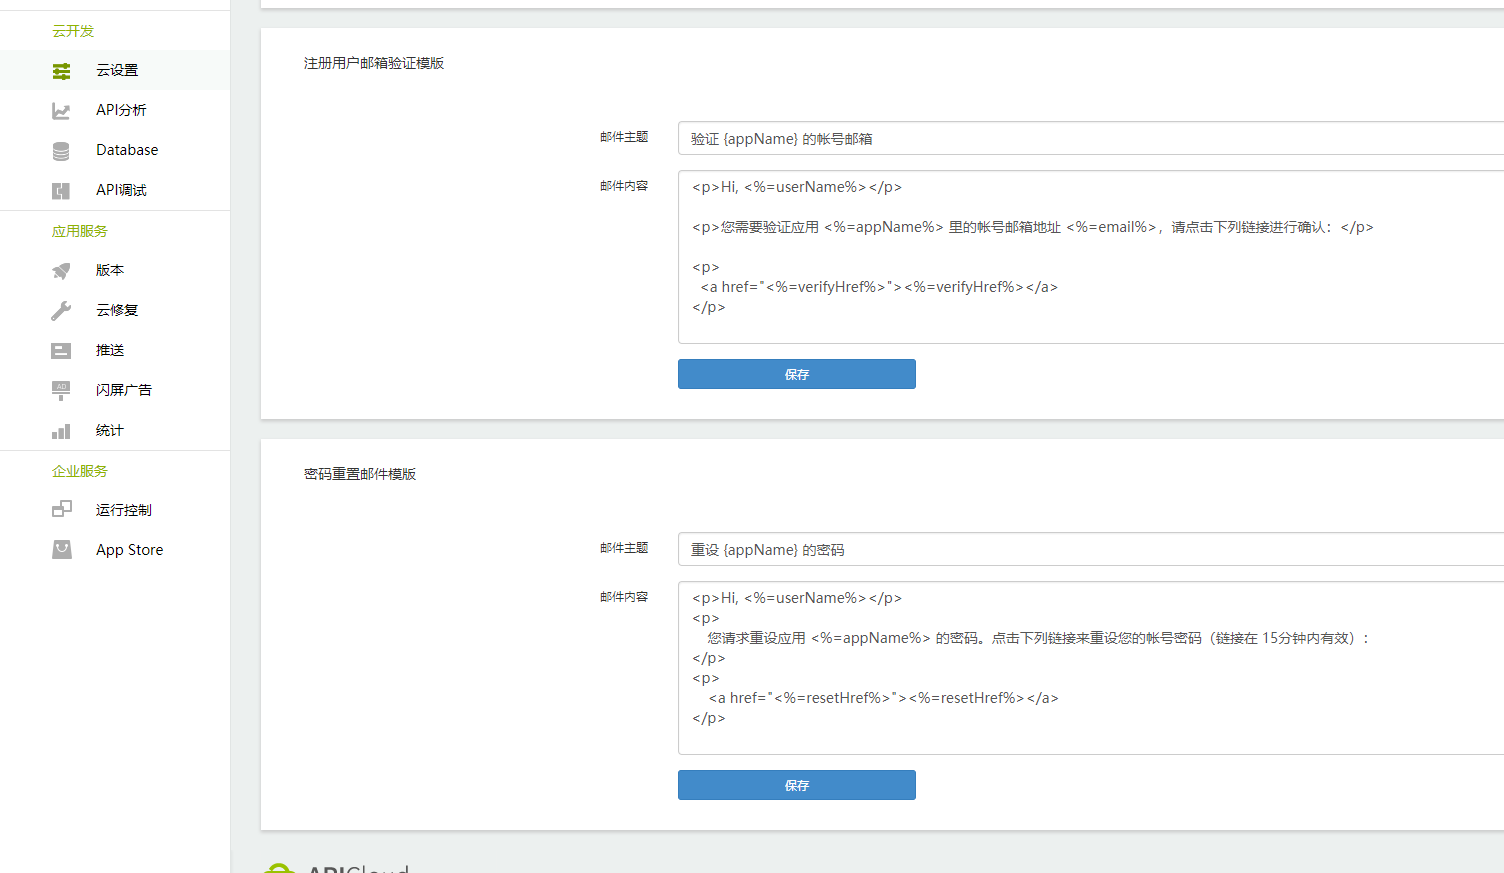 云开发
云设置
API分析
Database
API调试
应用服务
版本
云修复
推送
AD
闪屏广告
统计
企业服务
运行控制
App Store
注册用户邮箱验证模版
邮件主题
验证 {appName} 的帐号邮箱
邮件内容
<p>Hi, <%=userName%></p>
<p>您需要验证应用 <%=appName%> 里的帐号邮箱地址 <%=email%>，请点击下列链接进行确认：</p>
<p>
<a href="<%=verifyHref%>"><%=verifyHref%></a>
</p>
保存
密码重置邮件模版
邮件主题
重设 {appName} 的密码
邮件内容
<p>Hi, <%=userName%></p>
<p>
您请求重设应用 <%=appName%> 的密码。点击下列链接来重设您的帐号密码（链接在 15分钟内有效）：
</p>
<p>
<a href="<%=resetHref%>"><%=resetHref%></a>
</p>
保存
APICloud